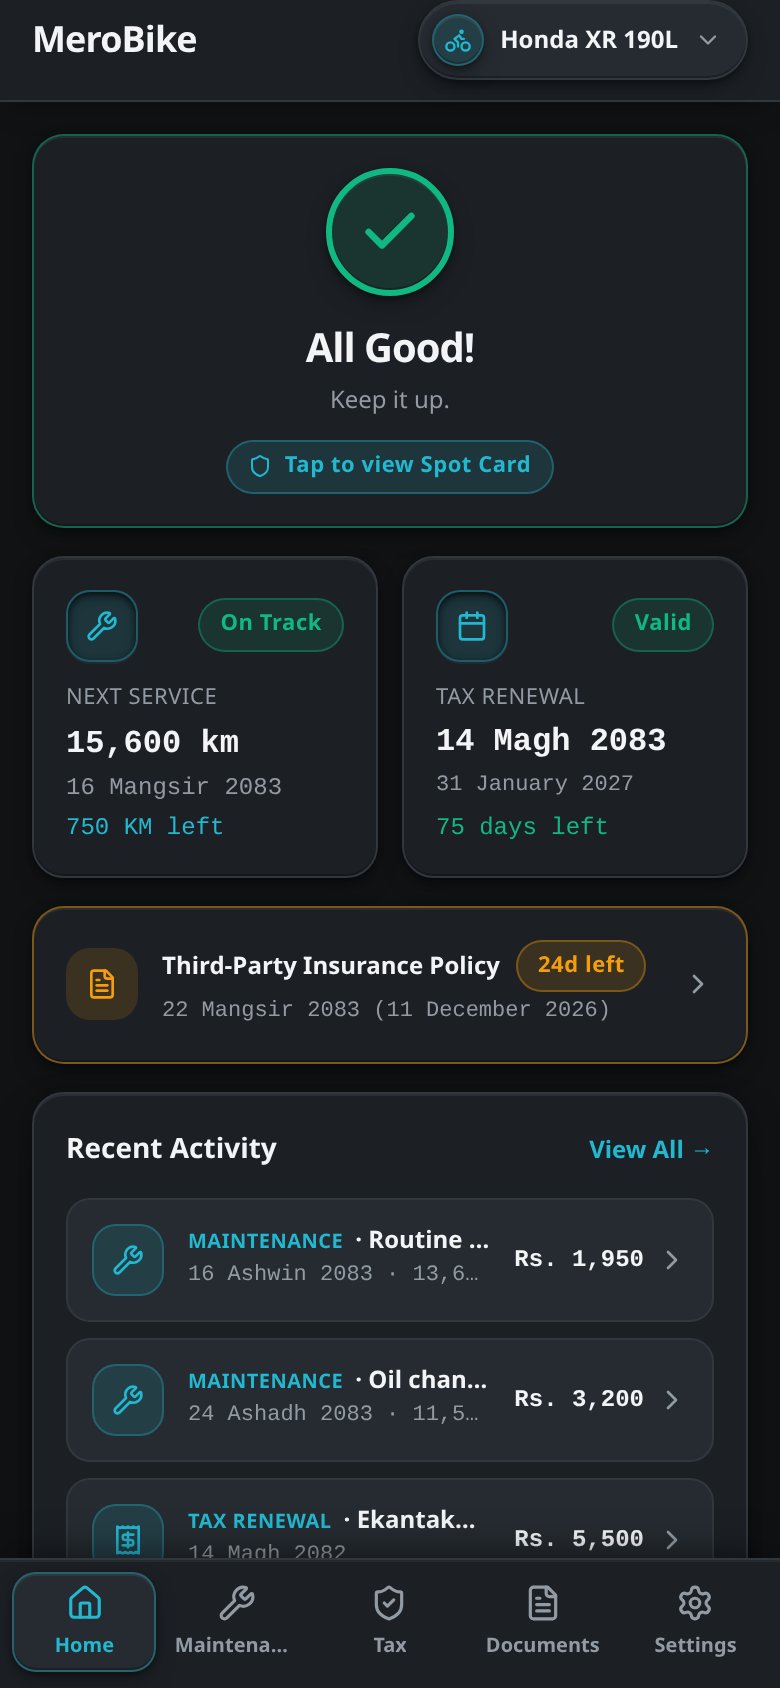 MeroBike
Honda XR 190L
All Good!
Keep it up.
Tap to view Spot Card
On Track
NEXT SERVICE
15,600 km
16 Mangsir 2083
750 KM left
Valid
TAX RENEWAL
14 Magh 2083
31 January 2027
75 days left
Third-Party Insurance Policy
24d left
22 Mangsir 2083 (11 December 2026)
Recent Activity
View All →
MAINTENANCE · Routine ...
16 Ashwin 2083 · 13,6…
Rs. 1,950
MAINTENANCE · Oil chan...
24 Ashadh 2083 · 11,5…
Rs. 3,200
TAX RENEWAL · Ekantak...
14 Magh 2082
Rs. 5,500
Home
Maintena...
Tax
Documents
Settings